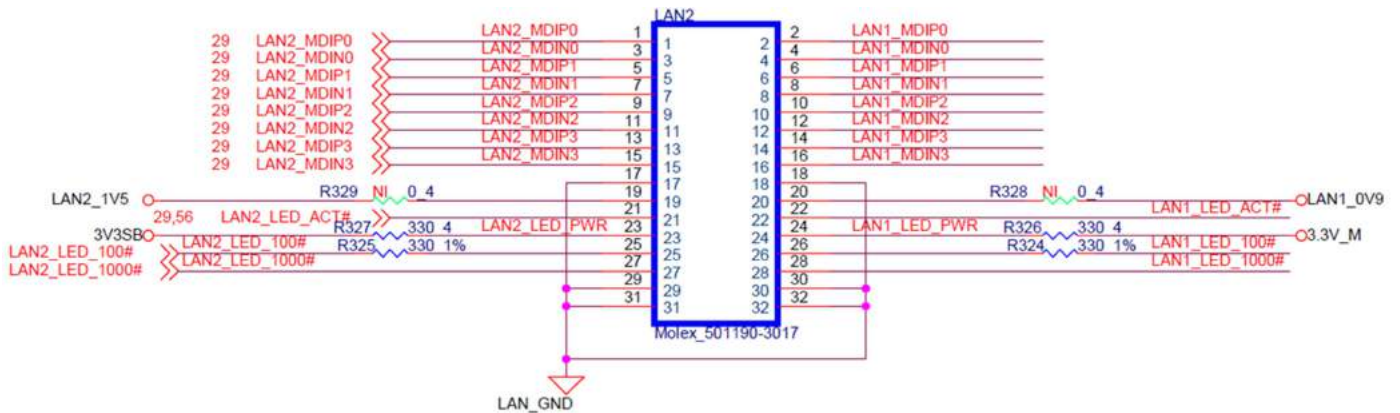 LAN2
29 LAN2_MDIP0 LAN2_MDIP0 1 1 2 2 LAN1_MDIP0
29 LAN2_MDIN0 LAN2_MDIN0 3 3 4 4 LAN1_MDIN0
29 LAN2_MDIP1 LAN2_MDIP1 5 5 6 6 LAN1_MDIP1
29 LAN2_MDIN1 LAN2_MDIN1 7 7 8 8 LAN1_MDIN1
29 LAN2_MDIP2 LAN2_MDIP2 9 9 10 10 LAN1_MDIP2
29 LAN2_MDIN2 LAN2_MDIN2 11 11 12 12 LAN1_MDIN2
29 LAN2_MDIP3 LAN2_MDIP3 13 13 14 14 LAN1_MDIP3
29 LAN2_MDIN3 LAN2_MDIN3 15 15 16 16 LAN1_MDIN3
17 17 18 18
LAN2_1V5 R329 NI 0_4 19 19 20 20 R328 NI 0_4 LAN1_0V9
29,56 LAN2_LED_ACT# 21 21 22 22 LAN1_LED_ACT#
3V3SB R327 330 4 LAN2_LED_PWR 23 23 24 24 LAN1_LED_PWR R326 330 4 3.3V_M
LAN2_LED_100# LAN2_LED_100# R325 330 1% 25 25 26 26 R324 330 1% LAN1_LED_100#
LAN2_LED_1000# LAN2_LED_1000# 27 27 28 28 LAN1_LED_1000#
29 29 30 30
31 31 32 32
Molex_501190-3017
LAN_GND